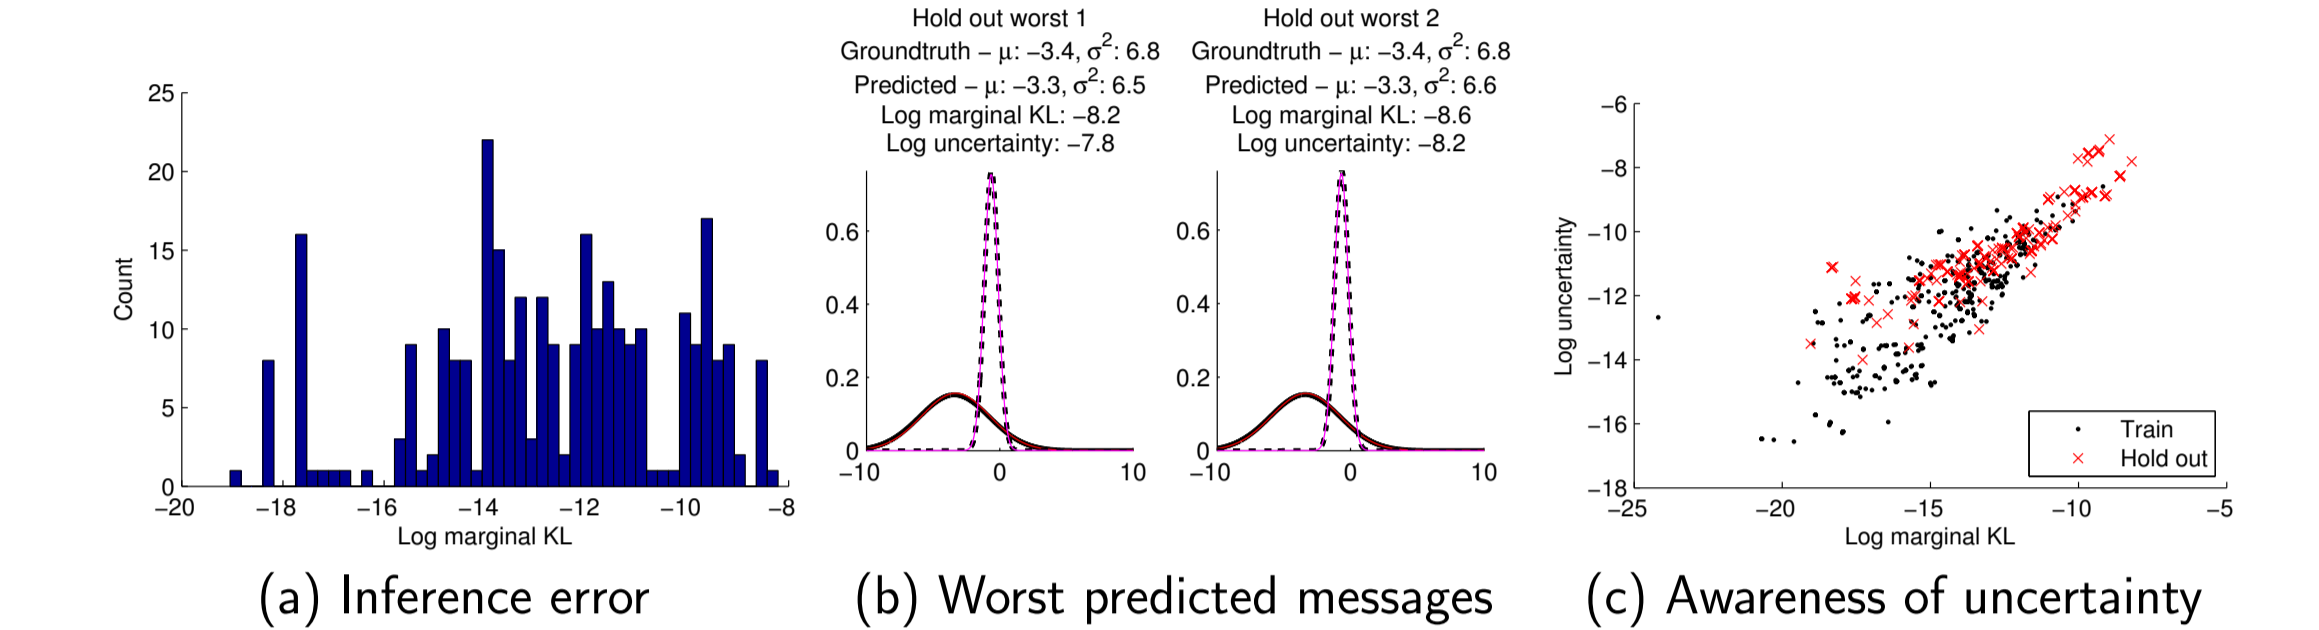 25
20
15
10
5
0
Count
−20
−18
−16
−14
−12
−10
−8
Log marginal KL
(a) Inference error
Hold out worst 1
Groundtruth − μ: −3.4, σ²: 6.8
Predicted − μ: −3.3, σ²: 6.5
Log marginal KL: −8.2
Log uncertainty: −7.8
0.6
0.4
0.2
0
−10
0
10
Hold out worst 2
Groundtruth − μ: −3.4, σ²: 6.8
Predicted − μ: −3.3, σ²: 6.6
Log marginal KL: −8.6
Log uncertainty: −8.2
0.6
0.4
0.2
0
−10
0
10
(b) Worst predicted messages
−6
−8
−10
−12
−14
−16
−18
Log uncertainty
Train
Hold out
−25
−20
−15
−10
−5
Log marginal KL
(c) Awareness of uncertainty